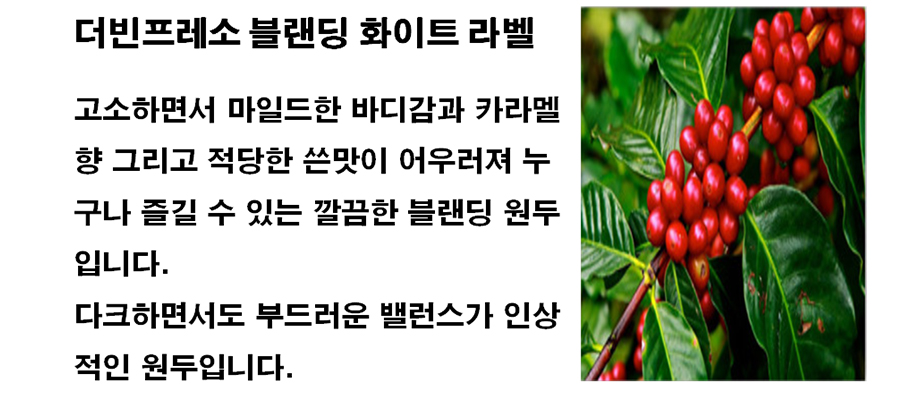 더빈프레소 블랜딩 화이트 라벨
고소하면서 마일드한 바디감과 카라멜
향 그리고 적당한 쓴맛이 어우러져 누
구나 즐길 수 있는 깔끔한 블랜딩 원두
입니다.
다크하면서도 부드러운 밸런스가 인상
적인 원두입니다.